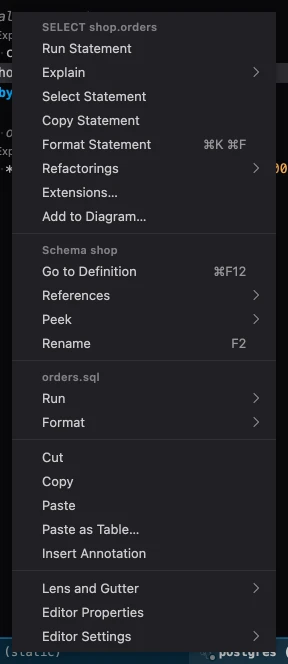 SELECT shop.orders
Run Statement
Explain
Select Statement
Copy Statement
Format Statement ⌘K ⌘F
Refactorings
Extensions...
Add to Diagram...
Schema shop
Go to Definition ⌘F12
References
Peek
Rename F2
orders.sql
Run
Format
Cut
Copy
Paste
Paste as Table...
Insert Annotation
Lens and Gutter
Editor Properties
Editor Settings
(static) postgres